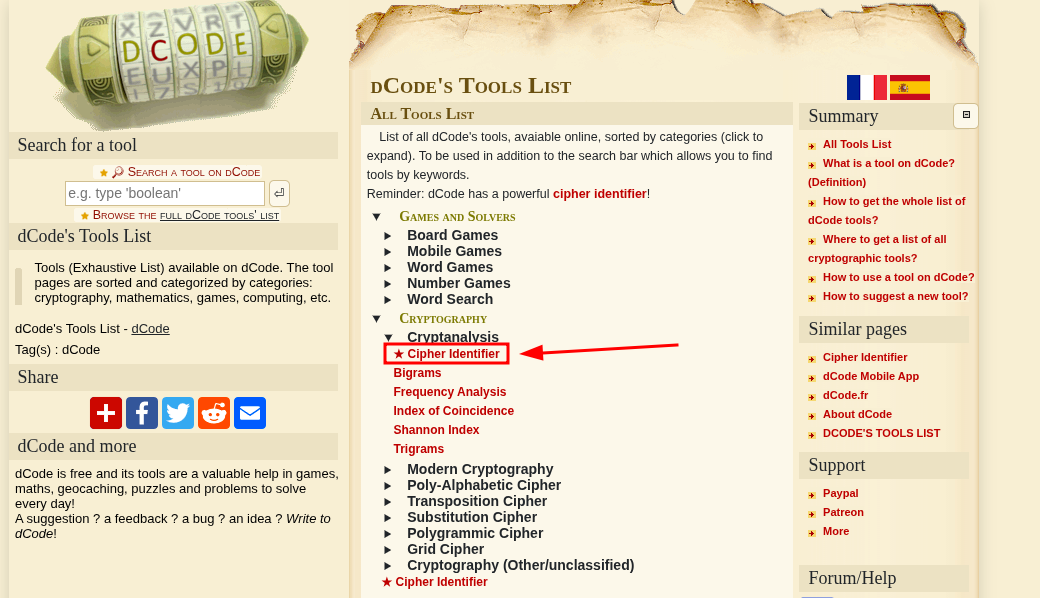 DCODE
Search for a tool
Search a tool on dCode
e.g. type 'boolean'
Browse the full dCode tools' list
dCode's Tools List
Tools (Exhaustive List) available on dCode. The tool
pages are sorted and categorized by categories:
cryptography, mathematics, games, computing, etc.
dCode's Tools List - dCode
Tag(s) : dCode
Share
dCode and more
dCode is free and its tools are a valuable help in games,
maths, geocaching, puzzles and problems to solve
every day!
A suggestion ? a feedback ? a bug ? an idea ? Write to
dCode!
dCode's Tools List
All Tools List
List of all dCode's tools, avaiable online, sorted by categories (click to
expand). To be used in addition to the search bar which allows you to find
tools by keywords.
Reminder: dCode has a powerful cipher identifier!
▼ Games and Solvers
► Board Games
► Mobile Games
► Word Games
► Number Games
► Word Search
▼ Cryptography
▼ Cryptanalysis
★ Cipher Identifier
Bigrams
Frequency Analysis
Index of Coincidence
Shannon Index
Trigrams
► Modern Cryptography
► Poly-Alphabetic Cipher
► Transposition Cipher
► Substitution Cipher
► Polygrammic Cipher
► Grid Cipher
► Cryptography (Other/unclassified)
★ Cipher Identifier
Summary
All Tools List
What is a tool on dCode?
(Definition)
How to get the whole list of
dCode tools?
Where to get a list of all
cryptographic tools?
How to use a tool on dCode?
How to suggest a new tool?
Similar pages
Cipher Identifier
dCode Mobile App
dCode.fr
About dCode
DCODE'S TOOLS LIST
Support
Paypal
Patreon
More
Forum/Help